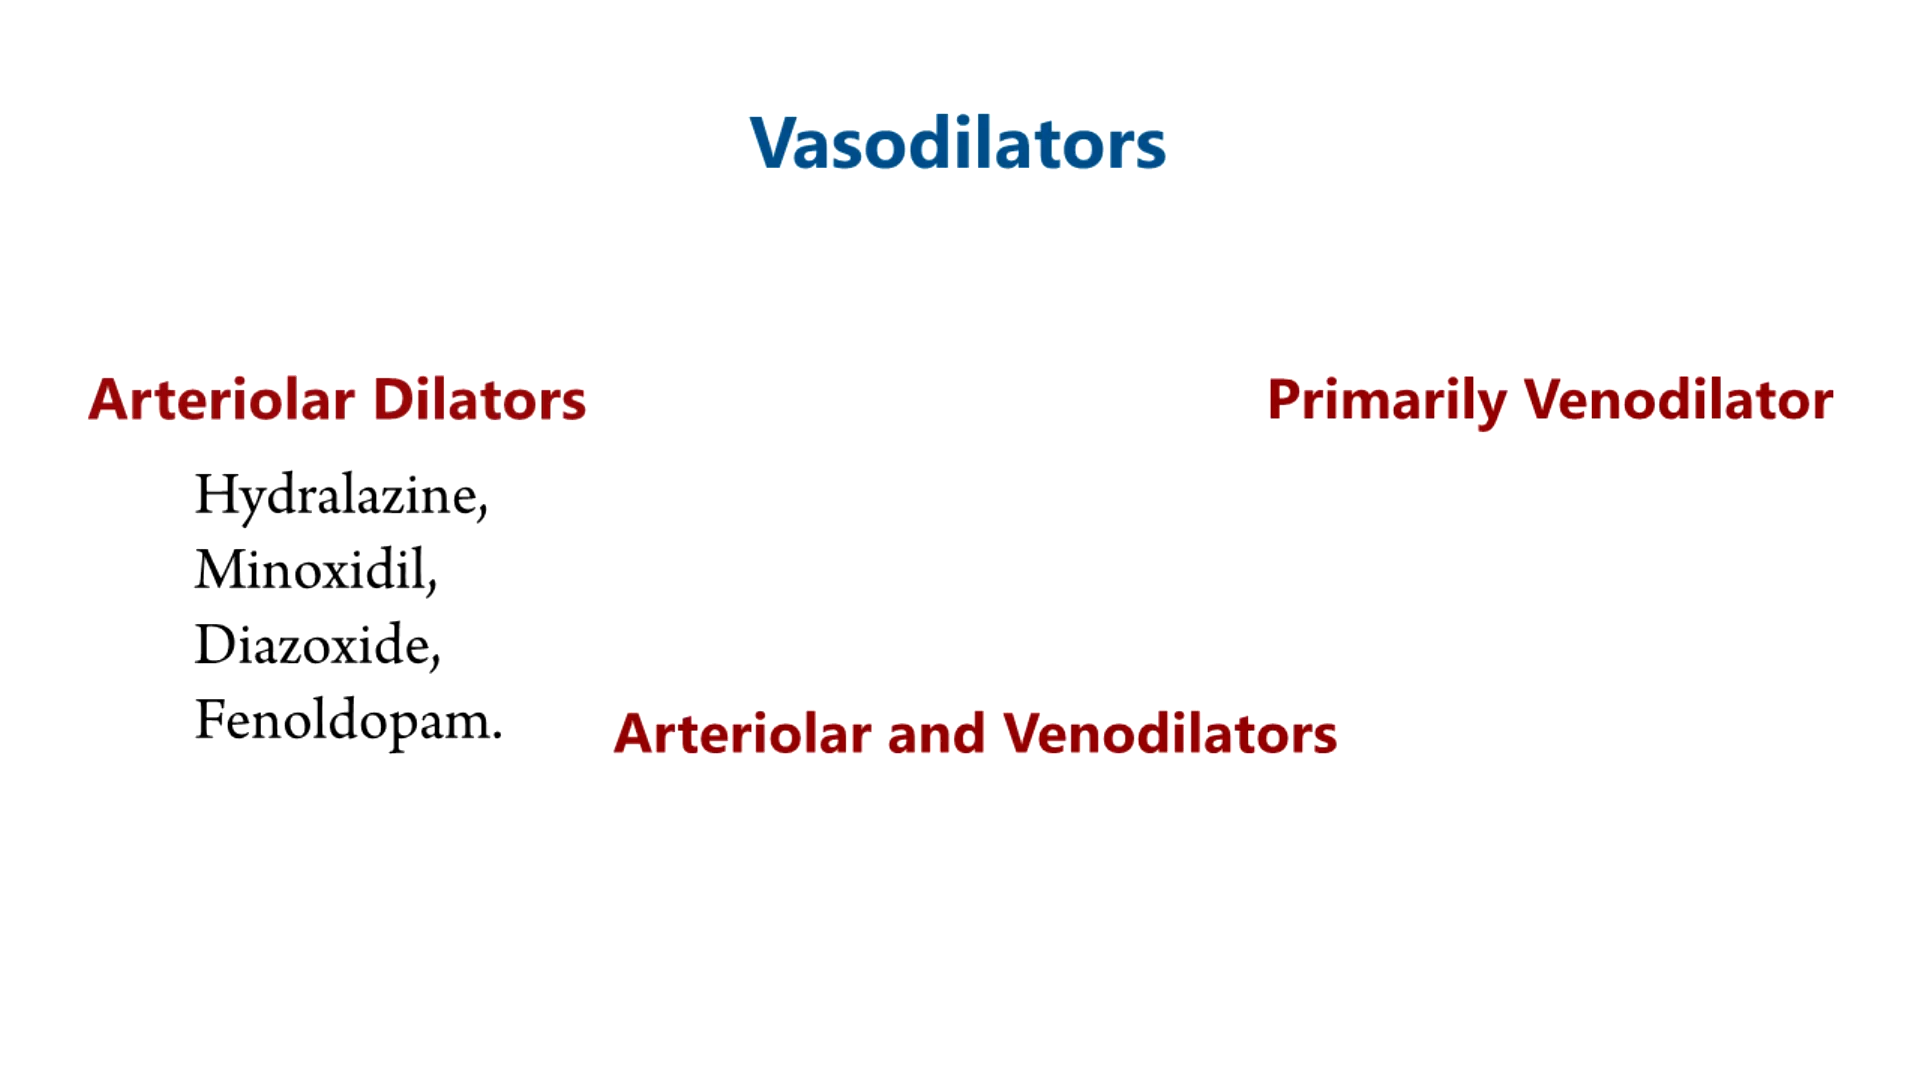 Vasodilators
Arteriolar Dilators
Hydralazine,
Minoxidil,
Diazoxide,
Fenoldopam.
Primarily Venodilator
Arteriolar and Venodilators